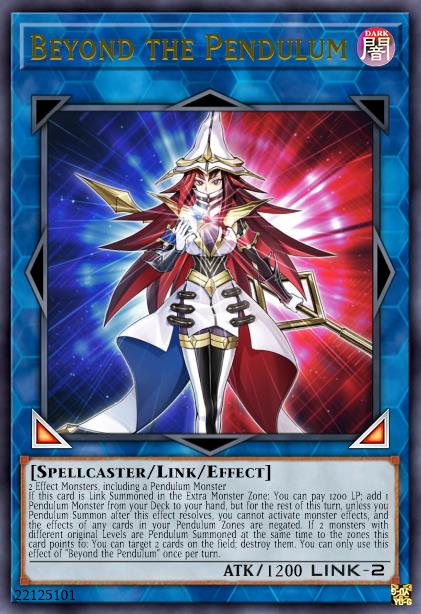 BEYOND THE PENDULUM
DARK
闇
[SPELLCASTER/LINK/EFFECT]
2 Effect Monsters, including a Pendulum Monster
If this card is Link Summoned in the Extra Monster Zone: You can pay 1200 LP; add 1
Pendulum Monster from your Deck to your hand, but for the rest of this turn, unless you
Pendulum Summon after this effect resolves, you cannot activate monster effects, and
the effects of any cards in your Pendulum Zones are negated. If 2 monsters with
different original Levels are Pendulum Summoned at the same time to the zones this
card points to: You can target 2 cards on the field; destroy them. You can only use this
effect of "Beyond the Pendulum" once per turn.
ATK/1200 LINK-2
22125101